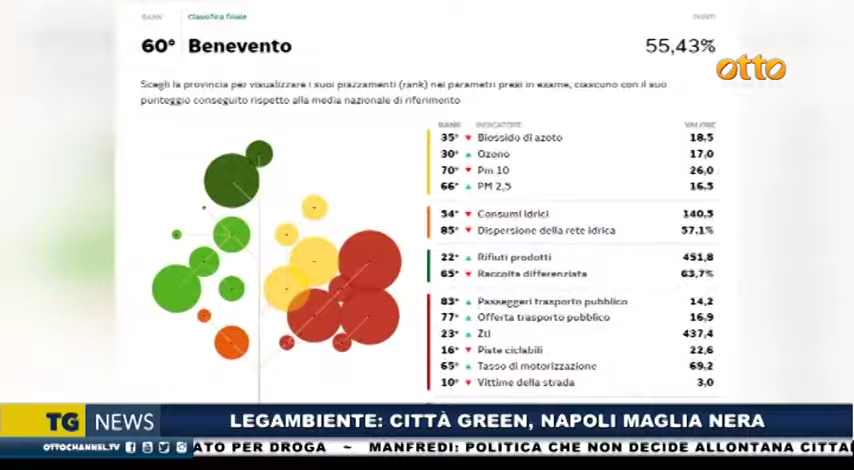 RANK Classifica finale PUNTI
60° Benevento 55,43%
otto
Scegli la provincia per visualizzare i suoi piazzamenti (rank) nei parametri presi in esame, ciascuno con il suo
punteggio conseguito rispetto alla media nazionale di riferimento
RANK INDICATORE VALORE
35° Biossido di azoto 18,5
30° Ozono 17,0
70° Pm 10 26,0
66° PM 2,5 16,5
54° Consumi idrici 140,5
85° Dispersione della rete idrica 57,1%
22° Rifiuti prodotti 451,8
65° Raccolta differenziata 63,7%
83° Passeggeri trasporto pubblico 14,2
77° Offerta trasporto pubblico 16,9
23° Ztl 437,4
16° Piste ciclabili 22,6
65° Tasso di motorizzazione 69,2
10° Vittime della strada 3,0
TG NEWS LEGAMBIENTE: CITTÀ GREEN, NAPOLI MAGLIA NERA
OTTOCHANNEL.TV ATO PER DROGA ~ MANFREDI: POLITICA CHE NON DECIDE ALLONTANA CITTA